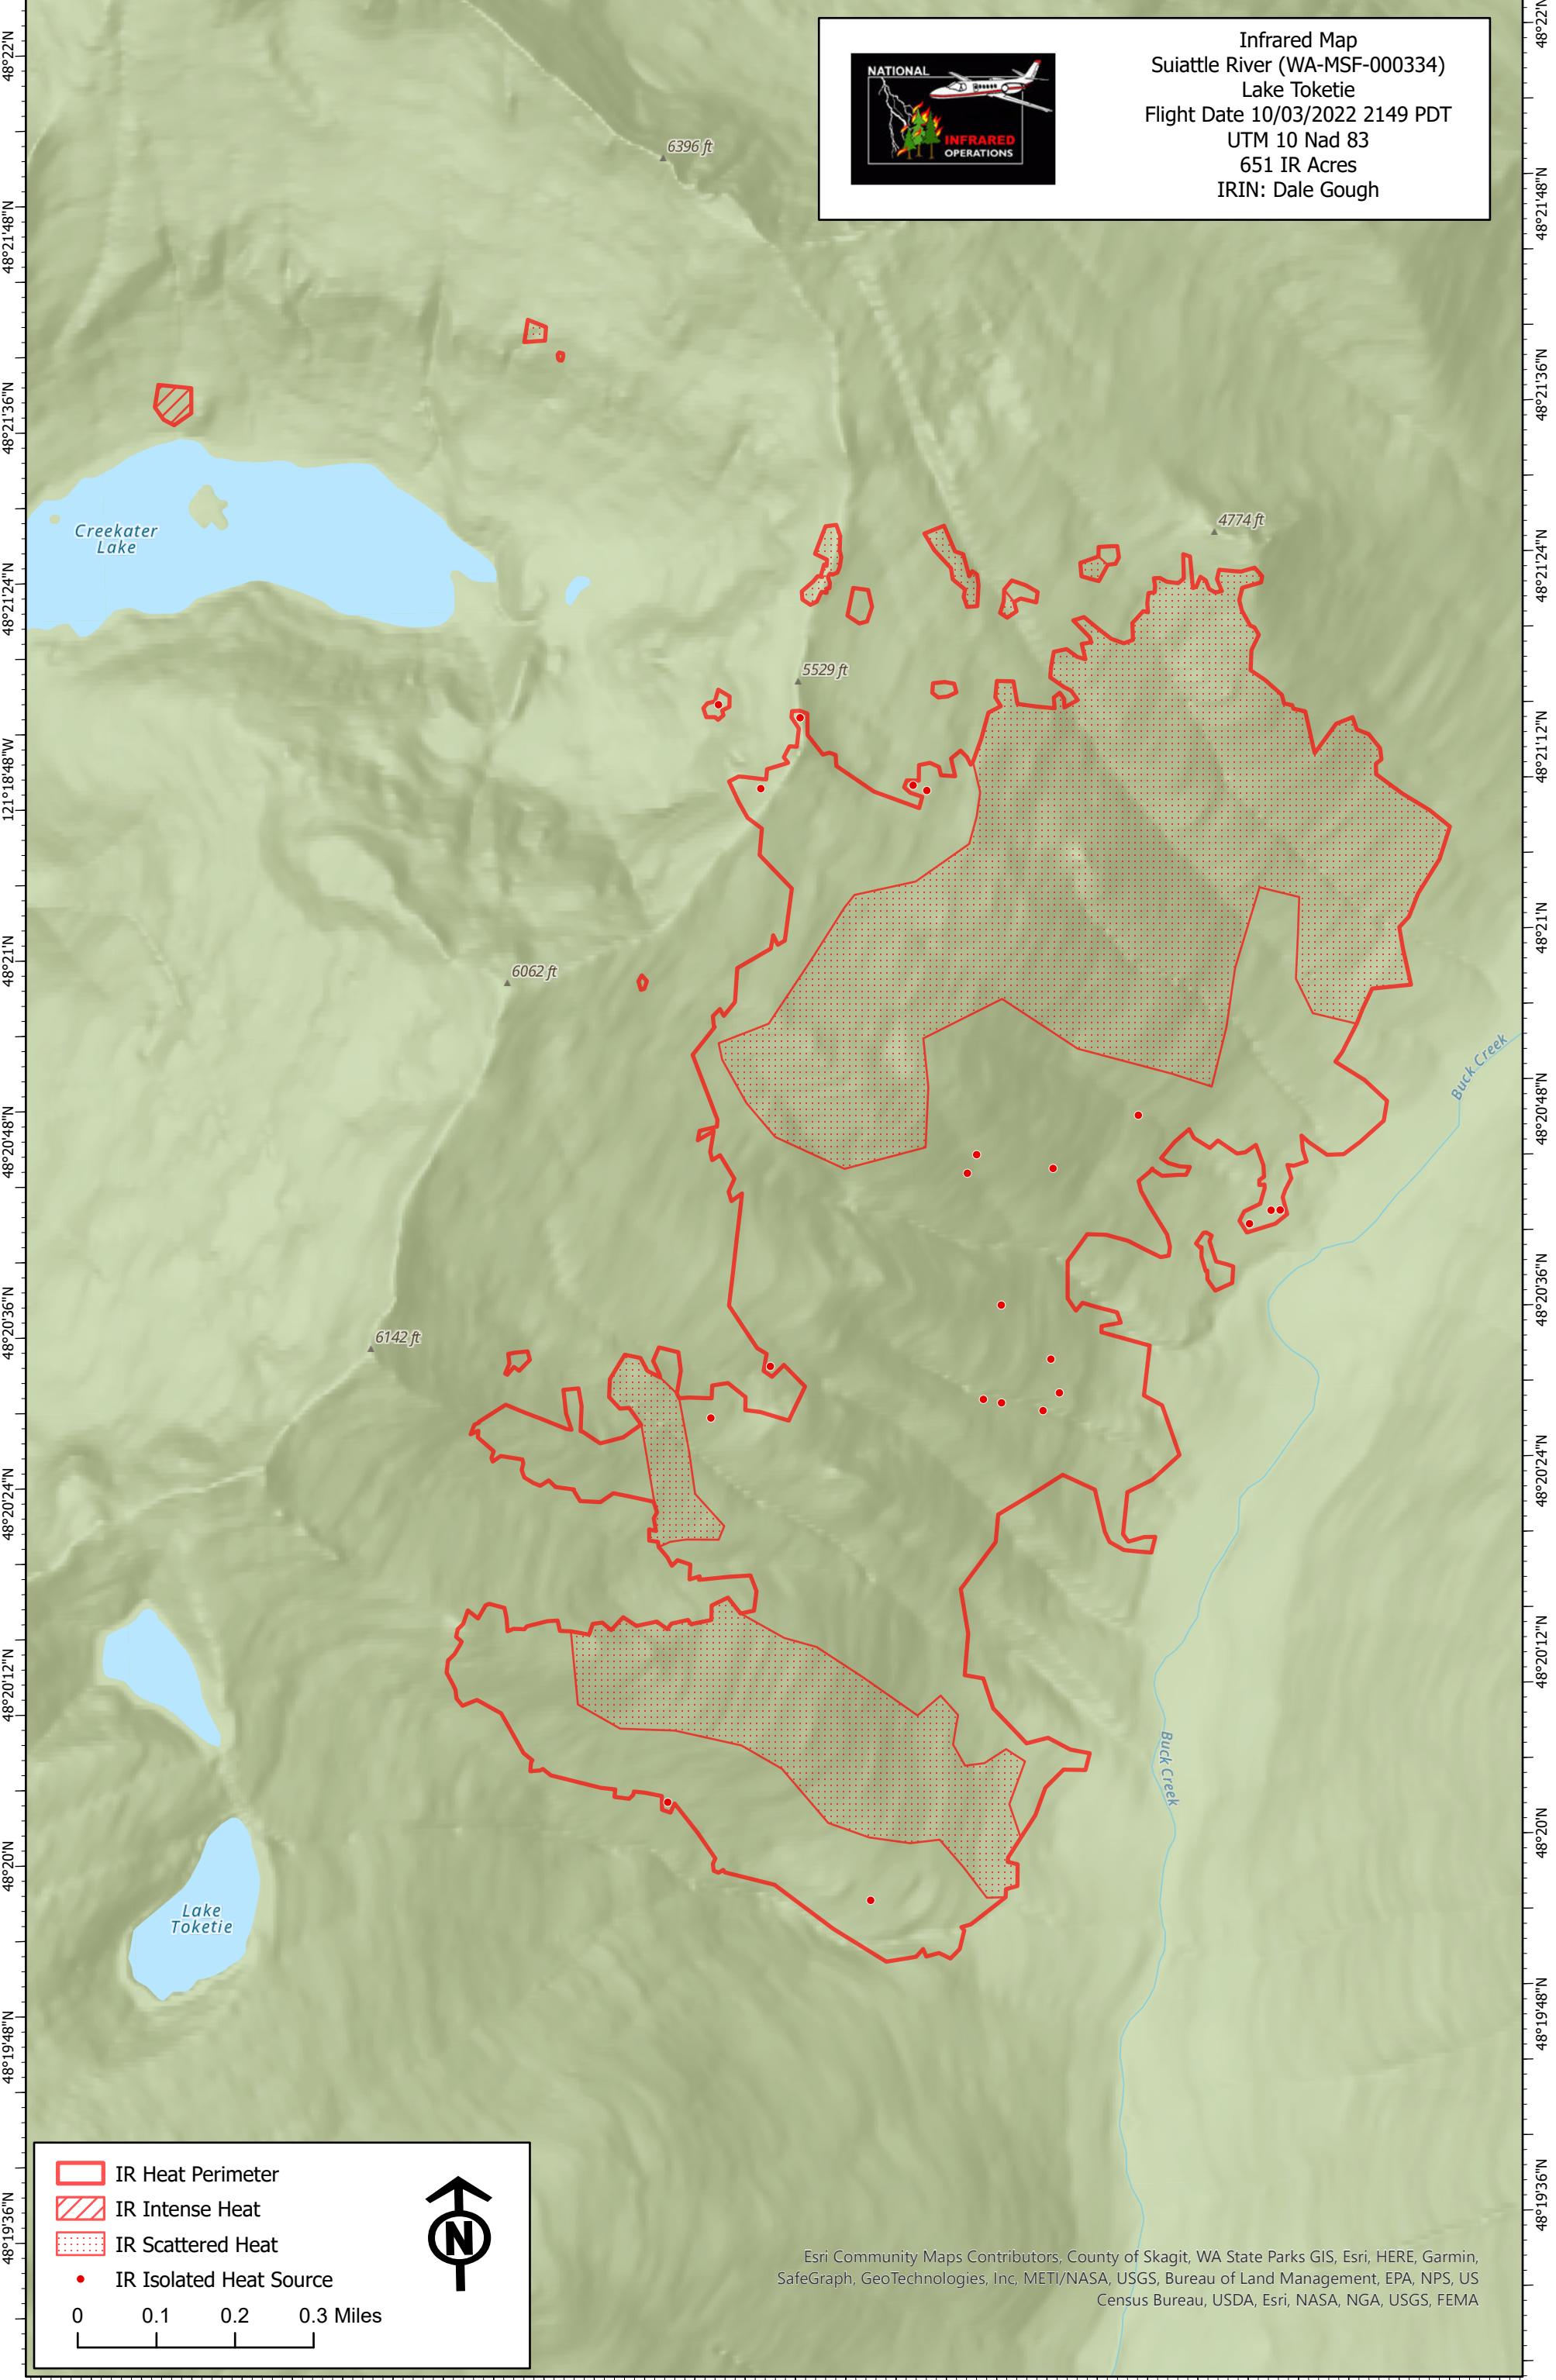 Infrared Map
Suiattle River (WA-MSF-000334)
Lake Toketie
Flight Date 10/03/2022 2149 PDT
UTM 10 Nad 83
651 IR Acres
IRIN: Dale Gough
NATIONAL
INFRARED
OPERATIONS
6396 ft
Creekater
Lake
4774 ft
5529 ft
6062 ft
Buck Creek
6142 ft
Buck Creek
Lake
Toketie
48°22'N
48°21'48"N
48°21'36"N
48°21'24"N
121°18'48"W
48°21'N
48°20'48"N
48°20'36"N
48°20'24"N
48°20'12"N
48°20'N
48°19'48"N
48°19'36"N
48°22'N
48°21'48"N
48°21'36"N
48°21'24"N
48°21'12"N
48°21'N
48°20'48"N
48°20'36"N
48°20'24"N
48°20'12"N
48°20'N
48°19'48"N
48°19'36"N
IR Heat Perimeter
IR Intense Heat
IR Scattered Heat
IR Isolated Heat Source
N
0 0.1 0.2 0.3 Miles
Esri Community Maps Contributors, County of Skagit, WA State Parks GIS, Esri, HERE, Garmin,
SafeGraph, GeoTechnologies, Inc, METI/NASA, USGS, Bureau of Land Management, EPA, NPS, US
Census Bureau, USDA, Esri, NASA, NGA, USGS, FEMA